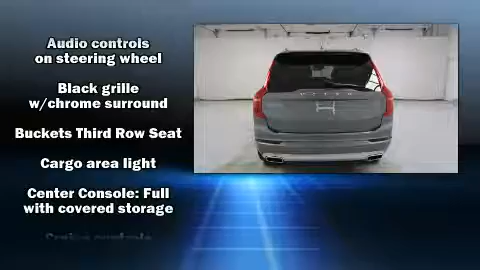 Audio controls
on steering wheel
Black grille
w/chrome surround
Buckets Third Row Seat
Cargo area light
Center Console: Full
with covered storage